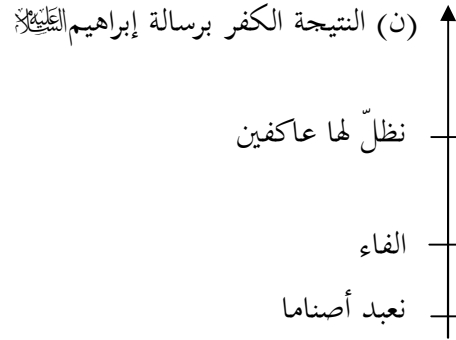 (ن) النتيجة الكفر برسالة إبراهيم عليه السلام
نظلّ لها عاكفين
الفاء
نعبد أصناما